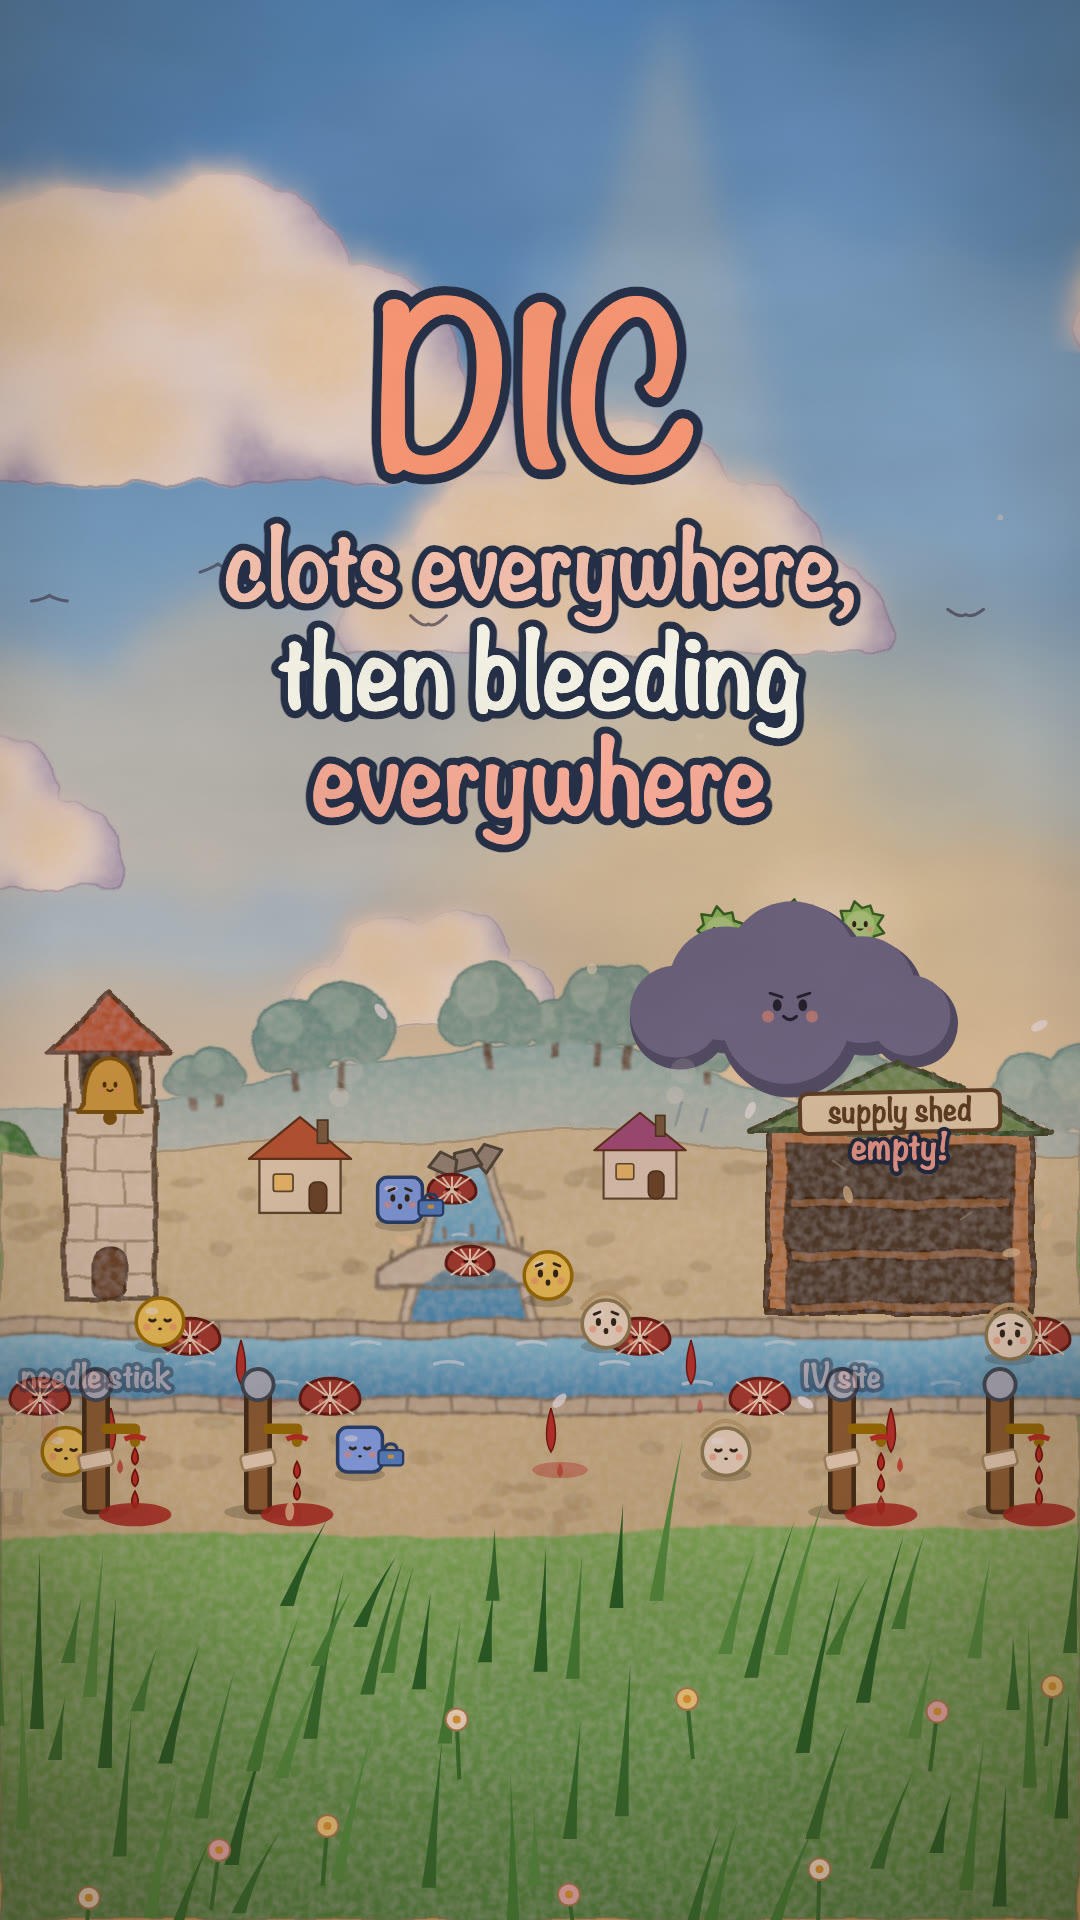 DIC
clots everywhere,
then bleeding
everywhere
supply shed
empty!
needle stick
IV site